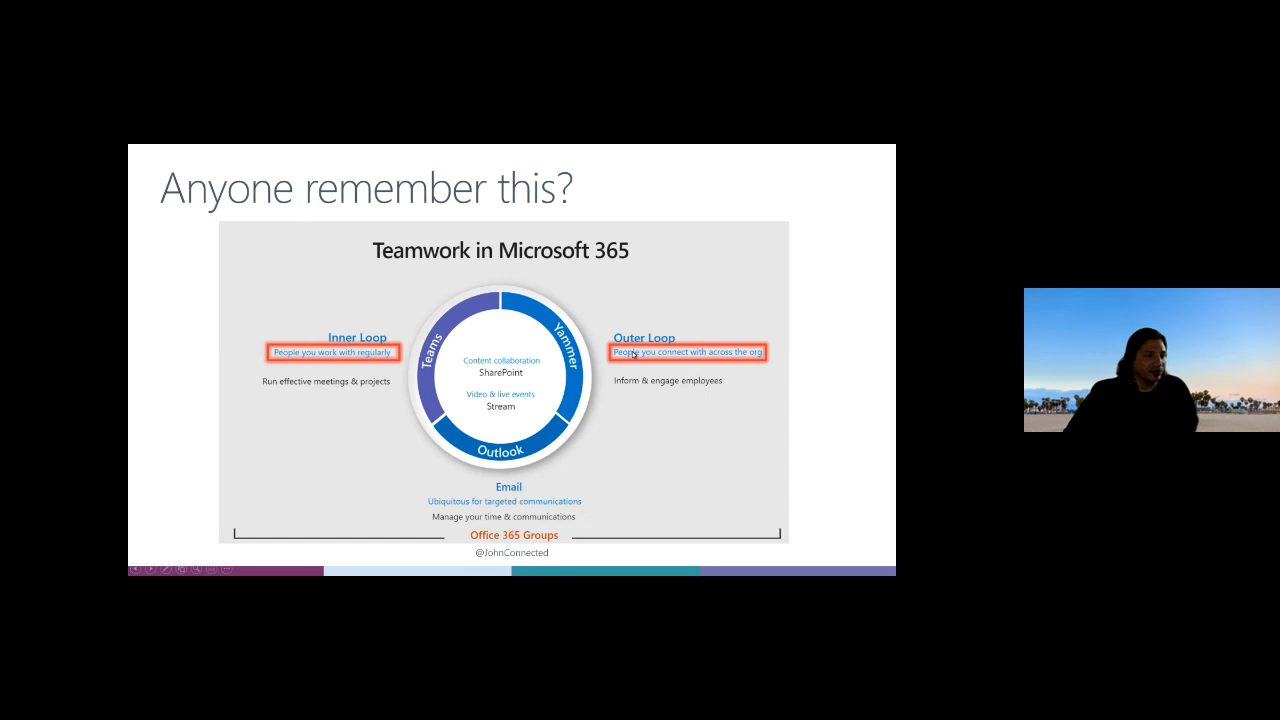 Anyone remember this?
Teamwork in Microsoft 365
Inner Loop
People you work with regularly
Run effective meetings & projects
Teams
Yammer
Outlook
Content collaboration
SharePoint
Video & live events
Stream
Outer Loop
People you connect with across the org
Inform & engage employees
Email
Ubiquitous for targeted communications
Manage your time & communications
Office 365 Groups
@JohnConnected